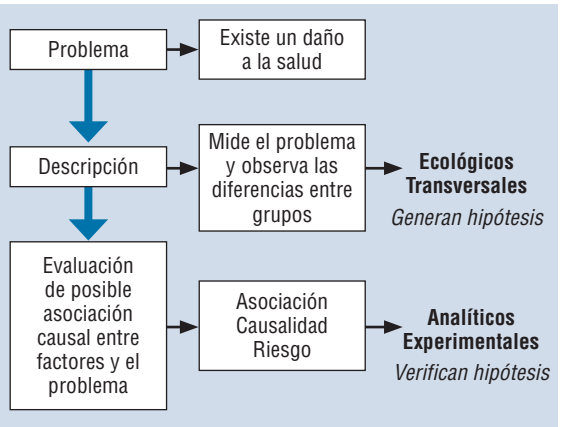 Problema
Existe un daño
a la salud
Descripción
Mide el problema
y observa las
diferencias entre
grupos
Ecológicos
Transversales
Generan hipótesis
Evaluación
de posible
asociación
causal entre
factores y el
problema
Asociación
Causalidad
Riesgo
Analíticos
Experimentales
Verifican hipótesis